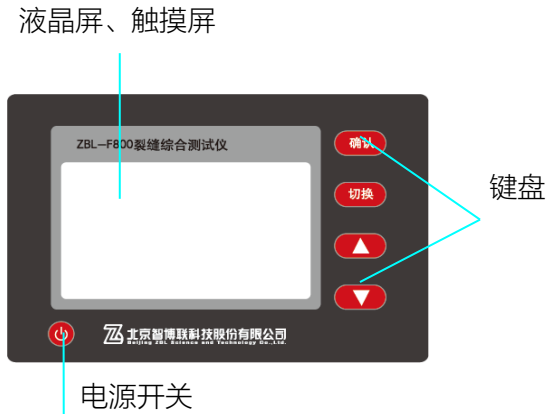 液晶屏、触摸屏
ZBL-F800裂缝综合测试仪
确认
切换
键盘
北京智博联科技股份有限公司
Beijing ZBL Science and Technology Co.,Ltd.
电源开关